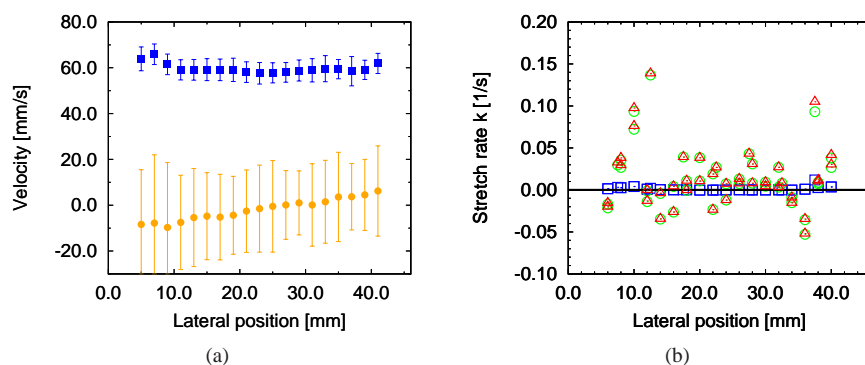 80.0
60.0
40.0
20.0
0.0
-20.0
Velocity [mm/s]
0.0 10.0 20.0 30.0 40.0
Lateral position [mm]
(a)
0.20
0.15
0.10
0.05
0.00
-0.05
-0.10
Stretch rate k [1/s]
0.0 10.0 20.0 30.0 40.0
Lateral position [mm]
(b)